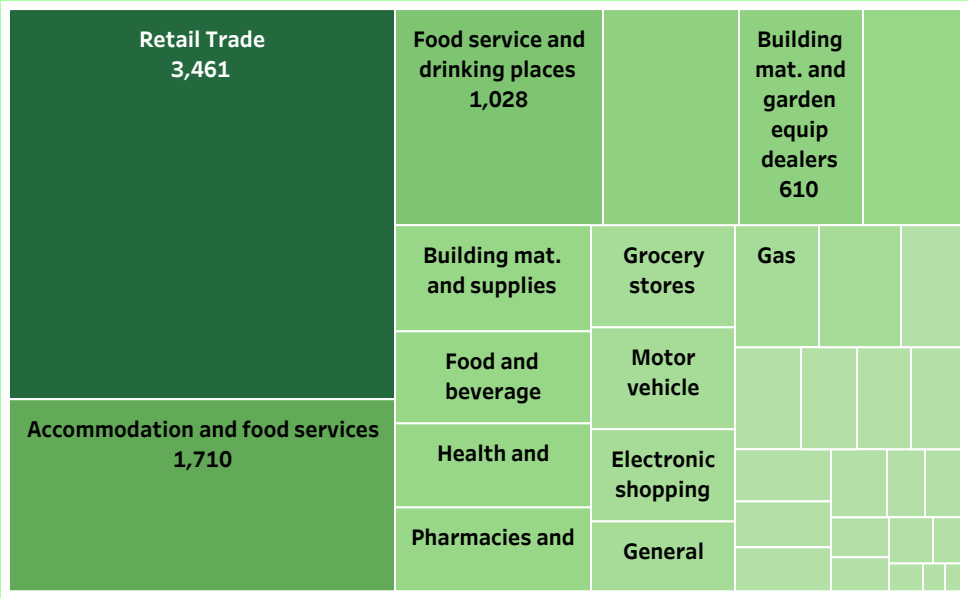 Retail Trade
3,461
Accommodation and food services
1,710
Food service and
drinking places
1,028
Building
mat. and
garden
equip
dealers
610
Building mat.
and supplies
Food and
beverage
Health and
Pharmacies and
Grocery
stores
Motor
vehicle
Electronic
shopping
General
Gas